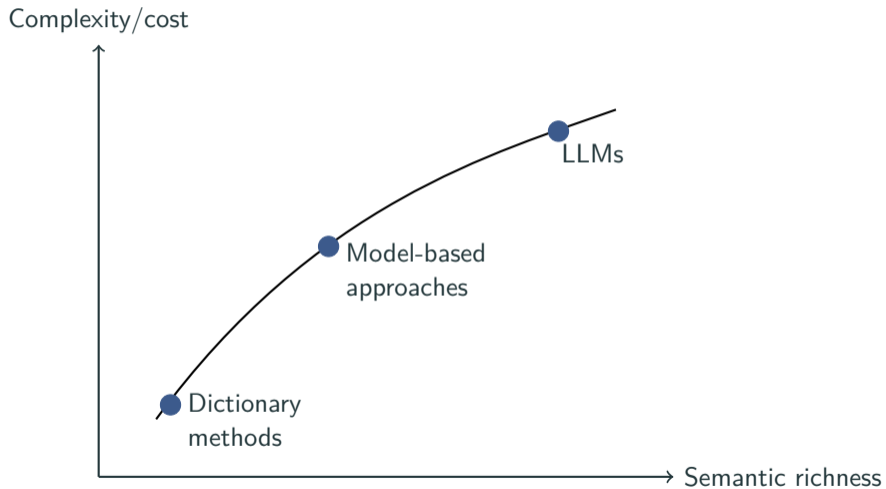 Complexity/cost
LLMs
Model-based
approaches
Dictionary
methods
Semantic richness